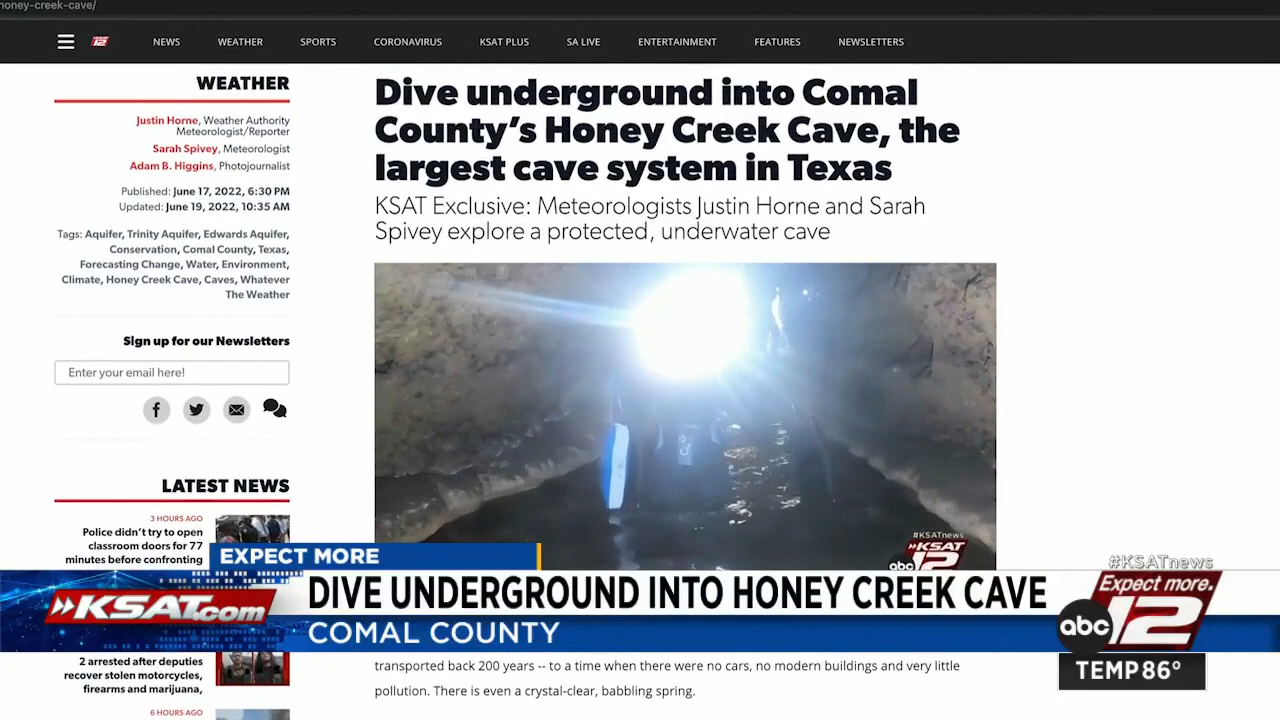 honey-creek-cave/
12 NEWS WEATHER SPORTS CORONAVIRUS KSAT PLUS SA LIVE ENTERTAINMENT FEATURES NEWSLETTERS
WEATHER
Justin Horne, Weather Authority
Meteorologist/Reporter
Sarah Spivey, Meteorologist
Adam B. Higgins, Photojournalist
Published: June 17, 2022, 6:30 PM
Updated: June 19, 2022, 10:35 AM
Tags: Aquifer, Trinity Aquifer, Edwards Aquifer,
Conservation, Comal County, Texas,
Forecasting Change, Water, Environment,
Climate, Honey Creek Cave, Caves, Whatever
The Weather
Sign up for our Newsletters
Enter your email here!
LATEST NEWS
3 HOURS AGO
Police didn't try to open
classroom doors for 77
minutes before confronting
2 arrested after deputies
recover stolen motorcycles,
firearms and marijuana,
6 HOURS AGO
Dive underground into Comal
County's Honey Creek Cave, the
largest cave system in Texas
KSAT Exclusive: Meteorologists Justin Horne and Sarah
Spivey explore a protected, underwater cave
#KSATnews
KSAT
abc 12
transported back 200 years -- to a time when there were no cars, no modern buildings and very little
pollution. There is even a crystal-clear, babbling spring.
EXPECT MORE
KSAT.com
DIVE UNDERGROUND INTO HONEY CREEK CAVE
COMAL COUNTY
#KSATnews
Expect more.
abc 12
TEMP 86°